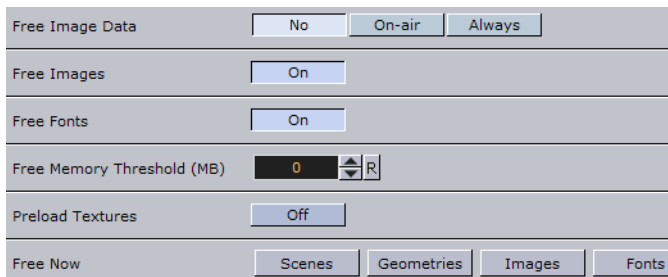 Free Image Data No On-air Always
Free Images On
Free Fonts On
Free Memory Threshold (MB) 0 R
Preload Textures Off
Free Now Scenes Geometries Images Fonts